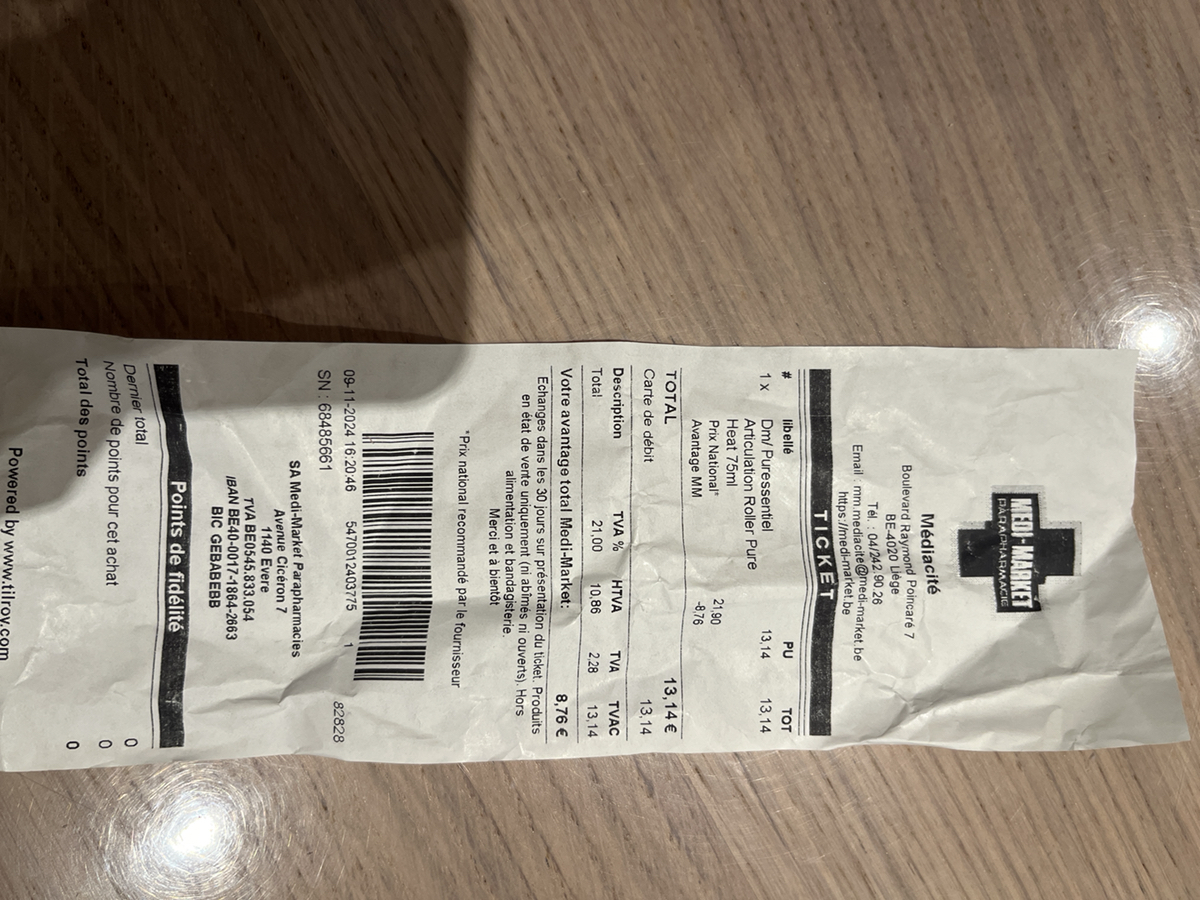 MEDI-MARKET
PARAPHARMACIE
Médiacité
Boulevard Raymond Poincaré 7
BE-4020 Liège
Tél. : 04/242.90.26
Email : mm.mediacite@medi-market.be
https://medi-market.be
TICKET
# libellé PU TOT
1 x Dm/ Puressentiel 13,14 13,14
Articulation Roller Pure
Heat 75ml
Prix National* 21,90
Avantage MM -8,76
TOTAL 13,14 €
Carte de débit 13,14
Description TVA % HTVA TVA TVAC
Total 21,00 10,86 2,28 13,14
Votre avantage total Medi-Market: 8,76 €
Echanges dans les 30 jours sur présentation du ticket. Produits
en état de vente uniquement (ni abîmés ni ouverts). Hors
alimentation et bandagisterie.
Merci et à bientôt
*Prix national recommandé par le fournisseur
09-11-2024 16:20:46 5470012403775 1 82828
SN : 68485661
SA Medi-Market Parapharmacies
Avenue Cicéron 7
1140 Evere
TVA BE0545.833.054
IBAN BE40-0017-1884-2663
BIC GEBABEBB
Points de fidélité
Dernier total 0
Nombre de points pour cet achat 0
Total des points 0
Powered by www.tilroy.com